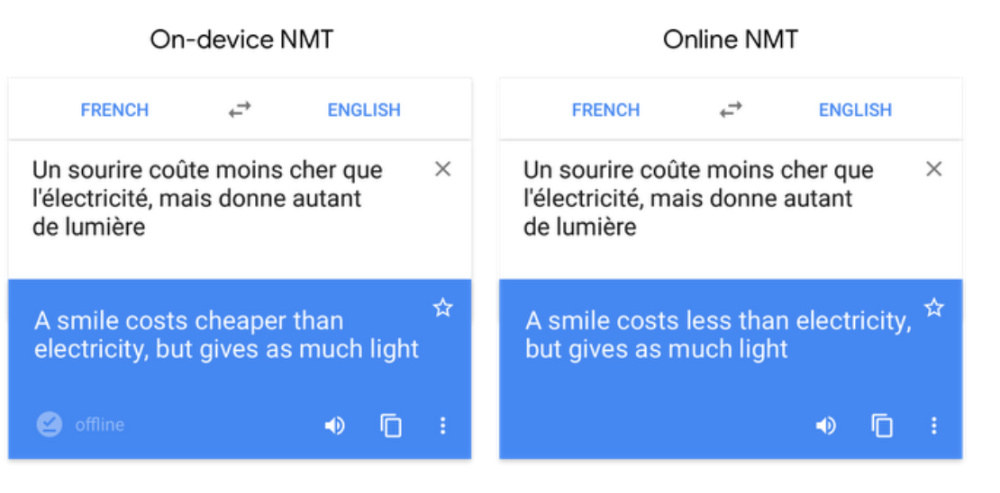 On-device NMT
FRENCH ENGLISH
Un sourire coûte moins cher que
l'électricité, mais donne autant
de lumière
A smile costs cheaper than
electricity, but gives as much light
offline
Online NMT
FRENCH ENGLISH
Un sourire coûte moins cher que
l'électricité, mais donne autant
de lumière
A smile costs less than electricity,
but gives as much light